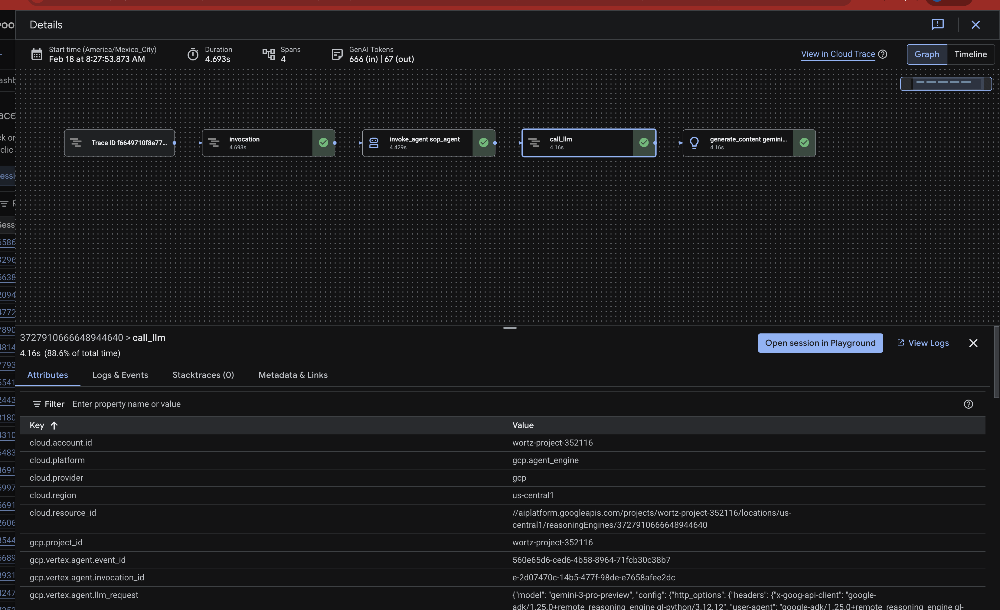 Details
Start time (America/Mexico_City)
Feb 18 at 8:27:53.873 AM
Duration
4.693s
Spans
4
GenAI Tokens
666 (in) | 67 (out)
View in Cloud Trace
Graph
Timeline
Trace ID f6649710f8e77...
invocation
4.693s
invoke_agent sop_agent
4.429s
call_llm
4.16s
generate_content gemini...
4.16s
3727910666648944640 > call_llm
4.16s (88.6% of total time)
Open session in Playground
View Logs
Attributes
Logs & Events
Stacktraces (0)
Metadata & Links
Filter Enter property name or value
Key Value
cloud.account.id wortz-project-352116
cloud.platform gcp.agent_engine
cloud.provider gcp
cloud.region us-central1
cloud.resource_id //aiplatform.googleapis.com/projects/wortz-project-352116/locations/us-
central1/reasoningEngines/3727910666648944640
gcp.project_id wortz-project-352116
gcp.vertex.agent.event_id 560e65d6-ced6-4b58-8964-71fcb30c38b7
gcp.vertex.agent.invocation_id e-2d07470c-14b5-477f-98de-e7658afee2dc
gcp.vertex.agent.llm_request {"model": "gemini-3-pro-preview", "config": {"http_options": {"headers": {"x-goog-api-client": "google-
adk/1.25.0+remote_reasoning_engine gl-python/3.12.12", "user-agent": "google-adk/1.25.0+remote_reasoning_engine gl-